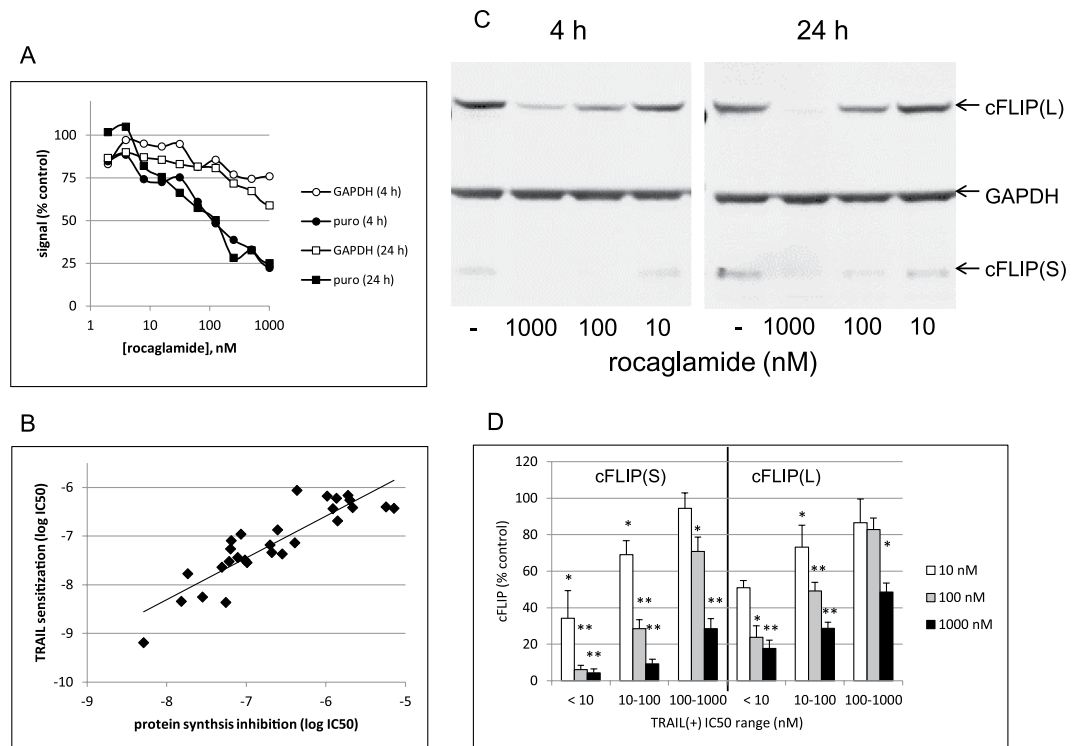 A
100
75
50
25
0
signal (% control)
1
10
100
1000
[rocaglamide], nM
GAPDH (4 h)
puro (4 h)
GAPDH (24 h)
puro (24 h)
C
4 h
24 h
cFLIP(L)
GAPDH
cFLIP(S)
- 1000 100 10
- 1000 100 10
rocaglamide (nM)
B
-6
-7
-8
-9
-10
TRAIL sensitization (log IC50)
-9
-8
-7
-6
-5
protein synthsis inhibition (log IC50)
D
120
100
80
60
40
20
0
cFLIP (% control)
cFLIP(S)
cFLIP(L)
*
**
**
*
**
**
*
**
*
**
*
**
**
*
< 10
10-100
100-1000
< 10
10-100
100-1000
TRAIL(+) IC50 range (nM)
10 nM
100 nM
1000 nM